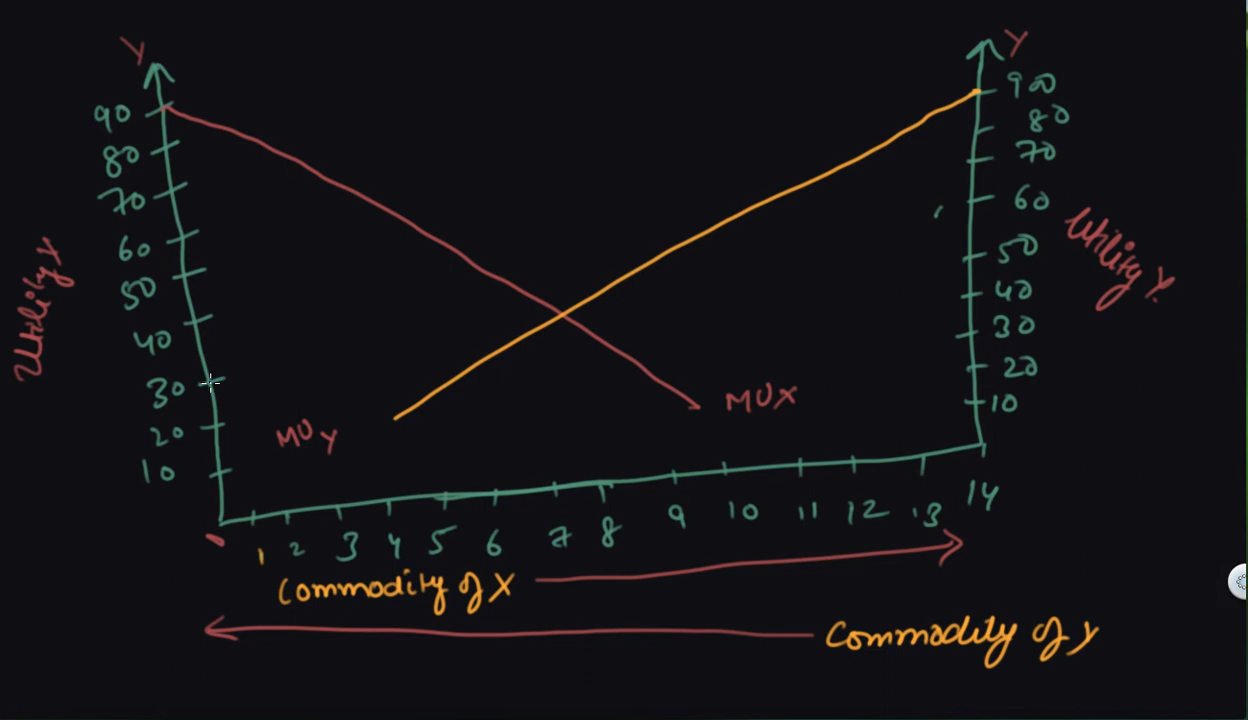 Y
Y
90
80
70
60
50
40
30
20
10
Utility X
900
80
70
60
50
40
30
20
10
Utility Y
MUY
MUX
1 2 3 4 5 6 7 8 9 10 11 12 13 14
Commodity of X
Commodity of Y